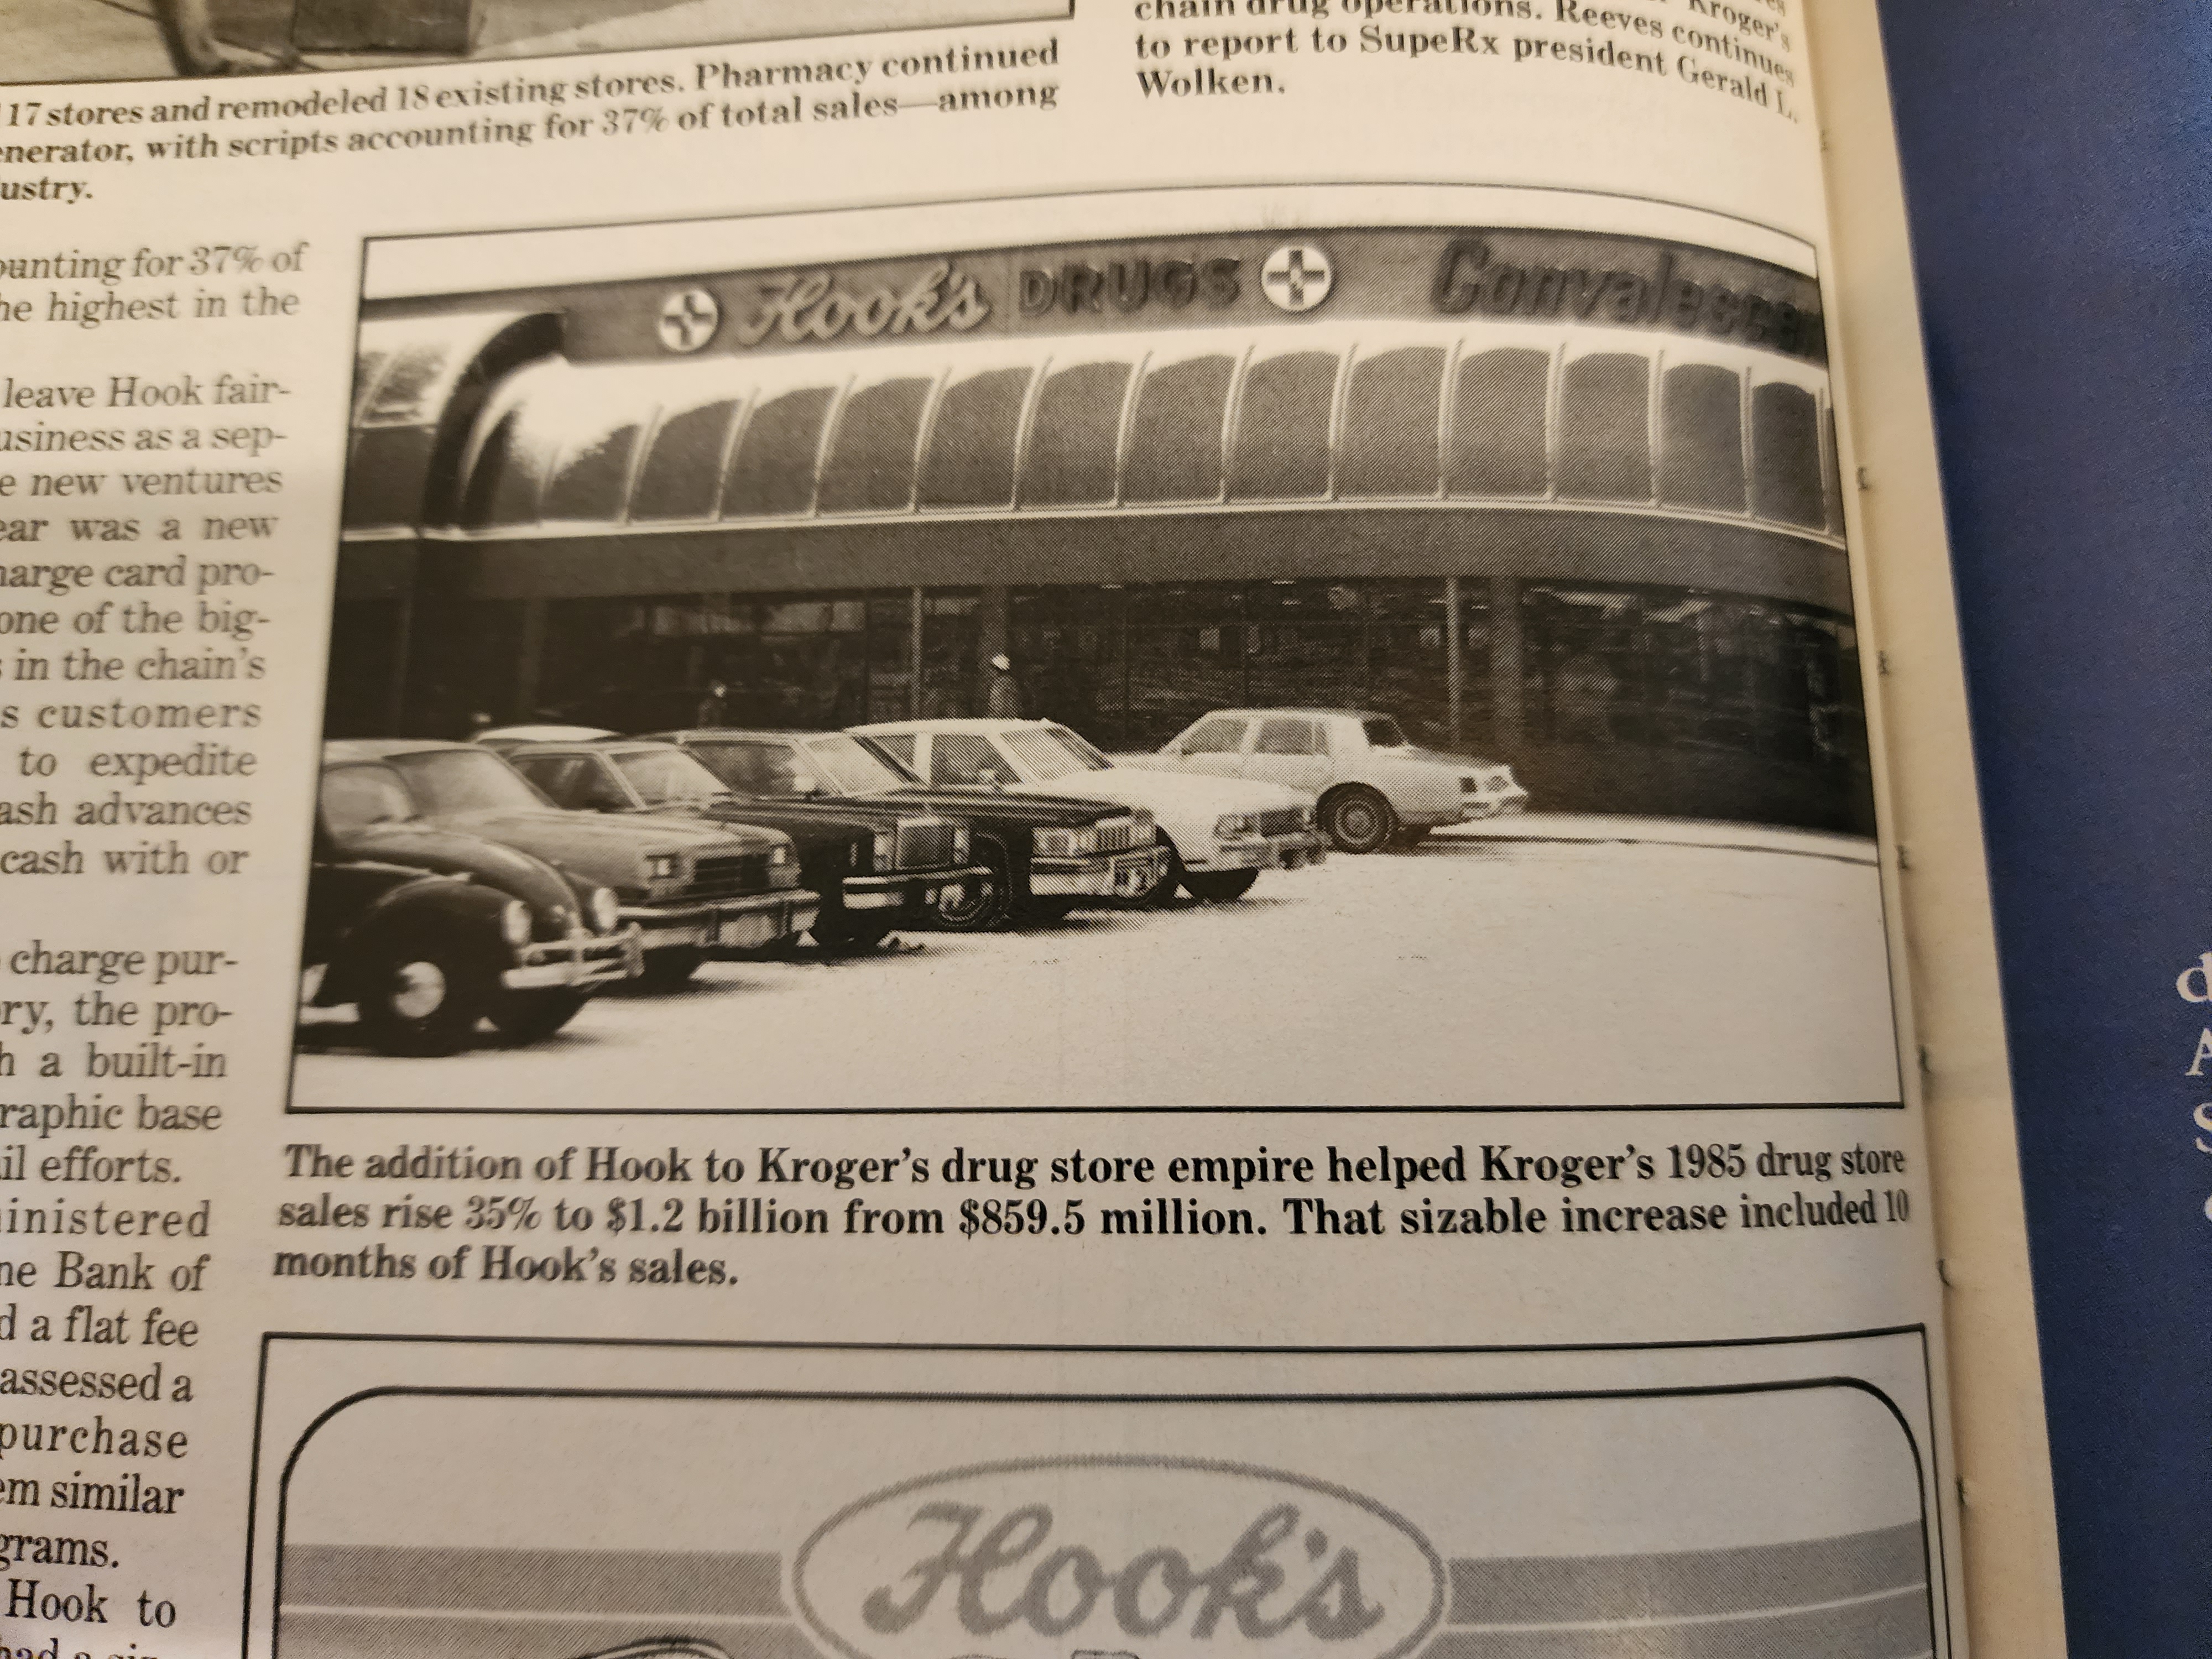 chain drug operations. Reeves continues
to report to SupeRx president Gerald L.
Wolken.
Kroger's
17 stores and remodeled 18 existing stores. Pharmacy continued
enerator, with scripts accounting for 37% of total sales—among
ustry.
ounting for 37% of
he highest in the
leave Hook fair-
usiness as a sep-
e new ventures
ear was a new
harge card pro-
one of the big-
s in the chain's
s customers
to expedite
ash advances
cash with or
charge pur-
ry, the pro-
h a built-in
raphic base
il efforts.
inistered
ne Bank of
d a flat fee
assessed a
purchase
em similar
grams.
Hook to
Hook's DRUGS Convalescen
The addition of Hook to Kroger's drug store empire helped Kroger's 1985 drug store
sales rise 35% to $1.2 billion from $859.5 million. That sizable increase included 10
months of Hook's sales.
Hook's
d
A
S